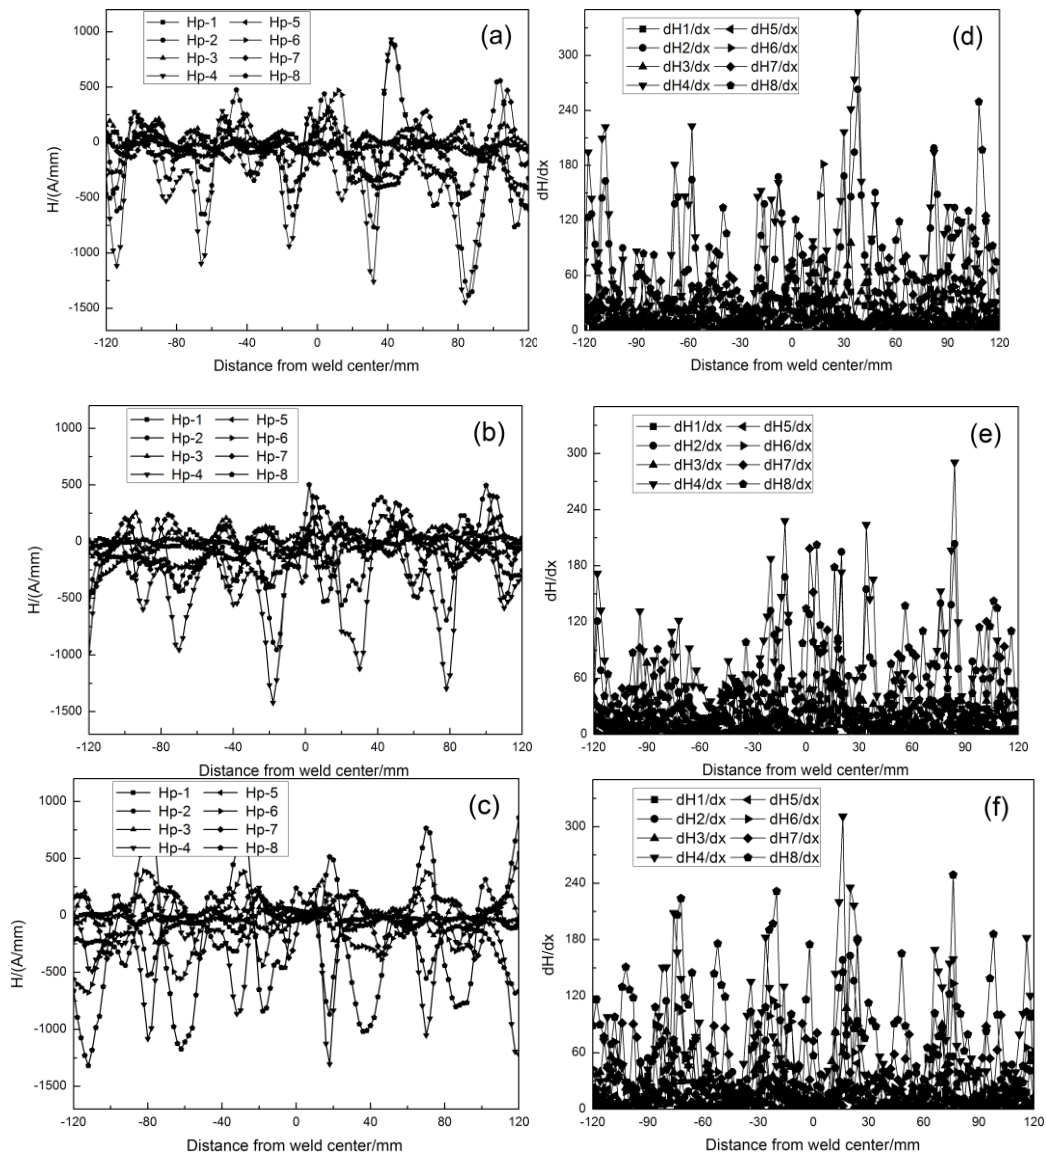 (a)
Hp-1 Hp-5
Hp-2 Hp-6
Hp-3 Hp-7
Hp-4 Hp-8
H/(A/mm)
1000
500
0
-500
-1000
-1500
-120 -80 -40 0 40 80 120
Distance from weld center/mm
(d)
dH1/dx dH5/dx
dH2/dx dH6/dx
dH3/dx dH7/dx
dH4/dx dH8/dx
dH/dx
300
240
180
120
60
0
-120 -90 -60 -30 0 30 60 90 120
Distance from weld center/mm
(b)
Hp-1 Hp-5
Hp-2 Hp-6
Hp-3 Hp-7
Hp-4 Hp-8
H/(A/mm)
1000
500
0
-500
-1000
-1500
-120 -80 -40 0 40 80 120
Distance from weld center/mm
(e)
dH1/dx dH5/dx
dH2/dx dH6/dx
dH3/dx dH7/dx
dH4/dx dH8/dx
dH/dx
300
240
180
120
60
0
-120 -90 -60 -30 0 30 60 90 120
Distance from weld center/mm
(c)
Hp-1 Hp-5
Hp-2 Hp-6
Hp-3 Hp-7
Hp-4 Hp-8
H/(A/mm)
1000
500
0
-500
-1000
-1500
-120 -80 -40 0 40 80 120
Distance from weld center/mm
(f)
dH1/dx dH5/dx
dH2/dx dH6/dx
dH3/dx dH7/dx
dH4/dx dH8/dx
dH/dx
300
240
180
120
60
0
-120 -90 -60 -30 0 30 60 90 120
Distance from weld center/mm